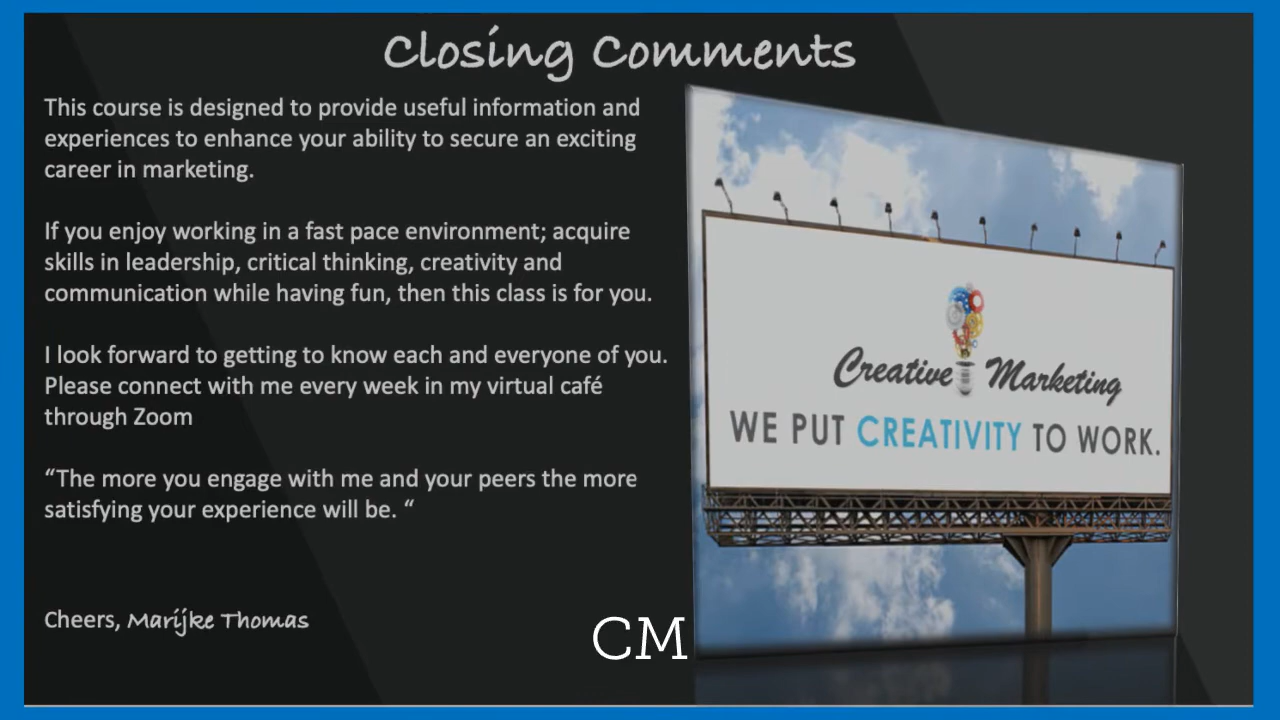 Closing Comments
This course is designed to provide useful information and
experiences to enhance your ability to secure an exciting
career in marketing.
If you enjoy working in a fast pace environment; acquire
skills in leadership, critical thinking, creativity and
communication while having fun, then this class is for you.
I look forward to getting to know each and everyone of you.
Please connect with me every week in my virtual café
through Zoom
“The more you engage with me and your peers the more
satisfying your experience will be. “
Cheers, Marijke Thomas
CM
Creative Marketing
WE PUT CREATIVITY TO WORK.